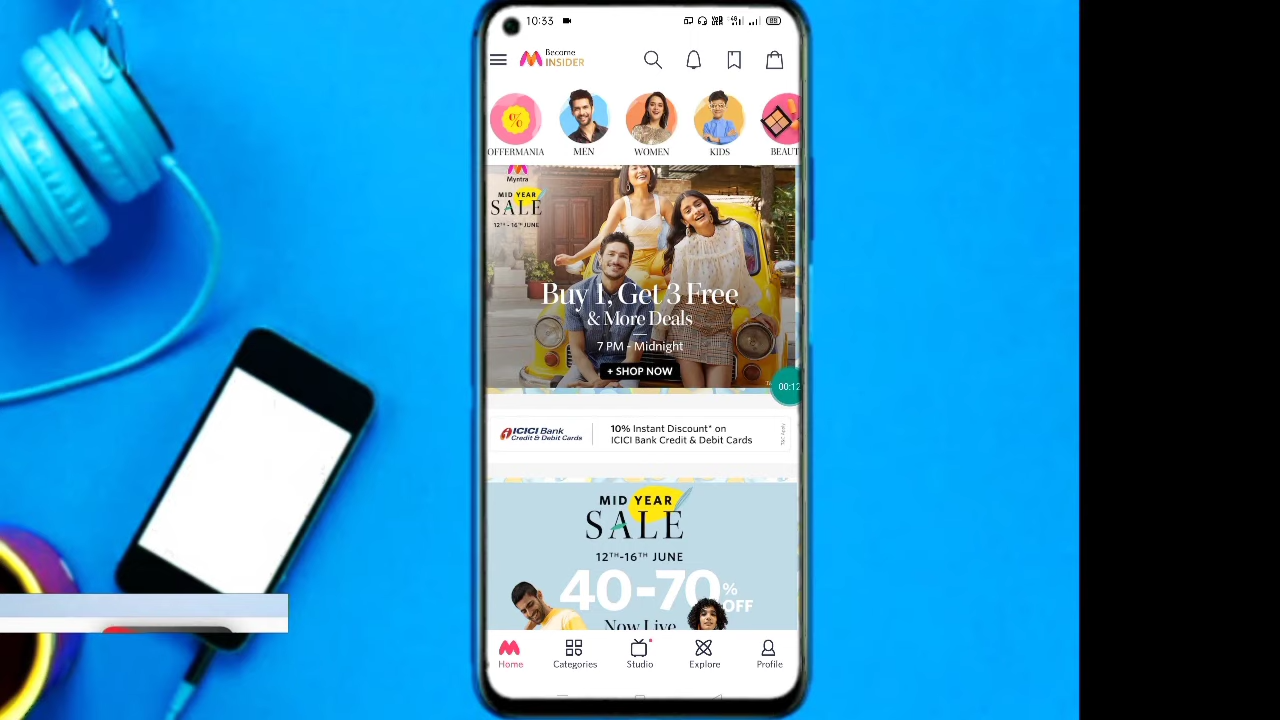 10:33
Become
INSIDER
OFFERMANIA
MEN
WOMEN
KIDS
BEAUT
Myntra
MID YEAR
SALE
12TH - 16TH JUNE
Buy 1, Get 3 Free
& More Deals
7 PM - Midnight
+ SHOP NOW
00:12
ICICI Bank
Credit & Debit Cards
10% Instant Discount* on
ICICI Bank Credit & Debit Cards
MID YEAR
SALE
12TH-16TH JUNE
40-70% OFF
Now Live
Home
Categories
Studio
Explore
Profile